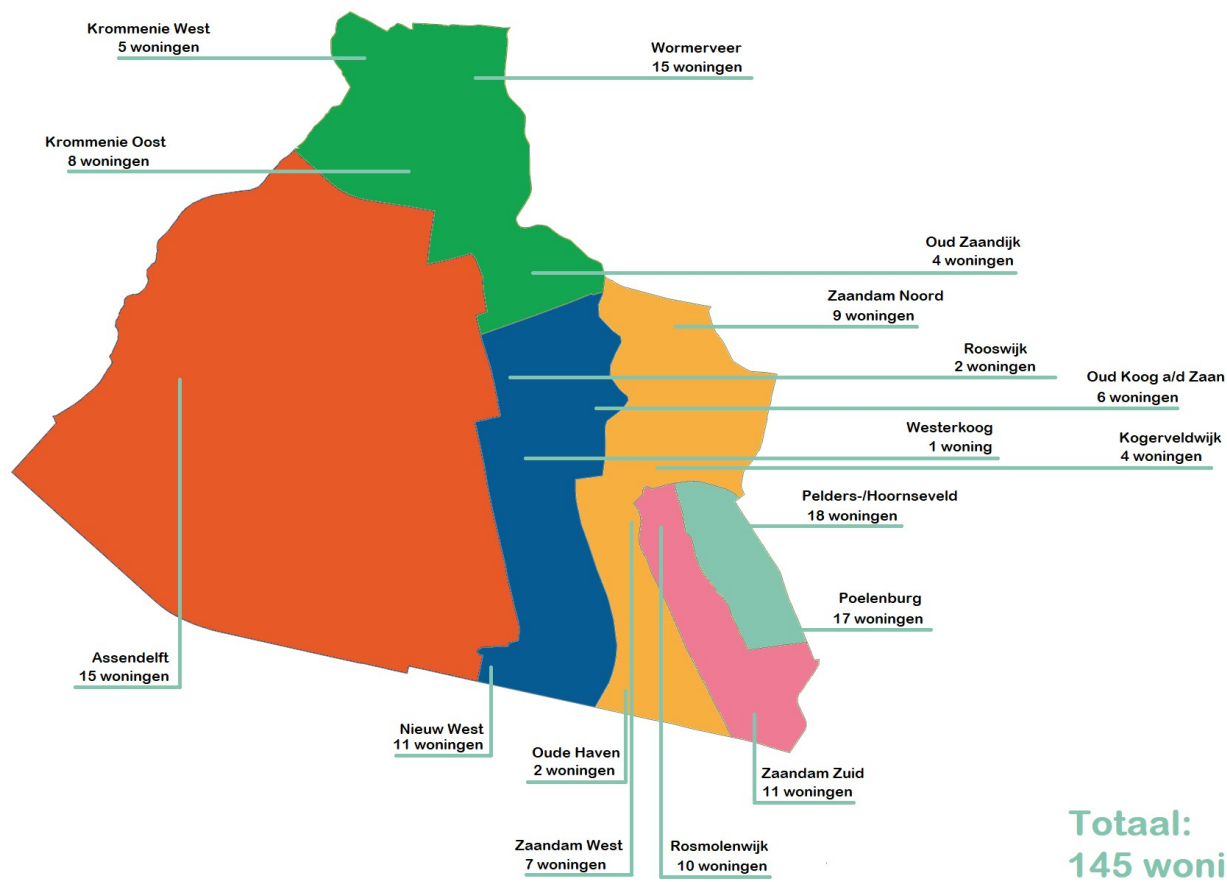 Krommenie West
5 woningen
Wormerveer
15 woningen
Krommenie Oost
8 woningen
Oud Zaandijk
4 woningen
Zaandam Noord
9 woningen
Rooswijk
2 woningen
Oud Koog a/d Zaan
6 woningen
Westerkoog
1 woning
Kogerveldwijk
4 woningen
Pelders-/Hoornseveld
18 woningen
Poelenburg
17 woningen
Assendelft
15 woningen
Nieuw West
11 woningen
Oude Haven
2 woningen
Zaandam Zuid
11 woningen
Zaandam West
7 woningen
Rosmolenwijk
10 woningen
Totaal:
145 woni